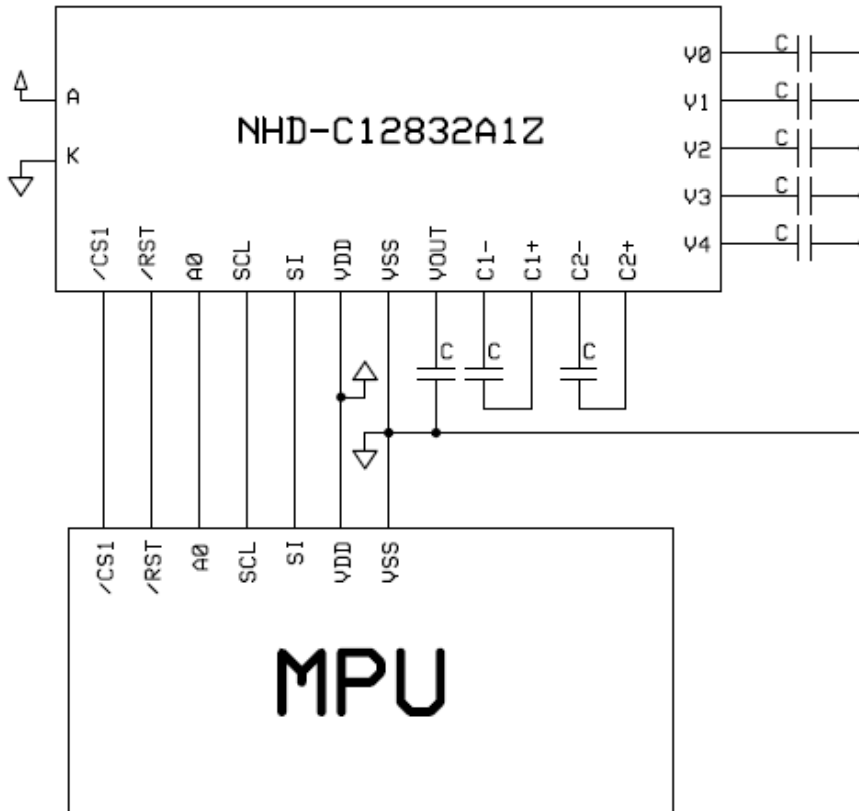 V0 C
A V1 C
NHD-C12832A1Z
K V2 C
V3 C
V4 C
/CS1 /RST A0 SCL SI VDD VSS VOUT C1- C1+ C2- C2+
C C C
/CS1 /RST A0 SCL SI VDD VSS
MPU